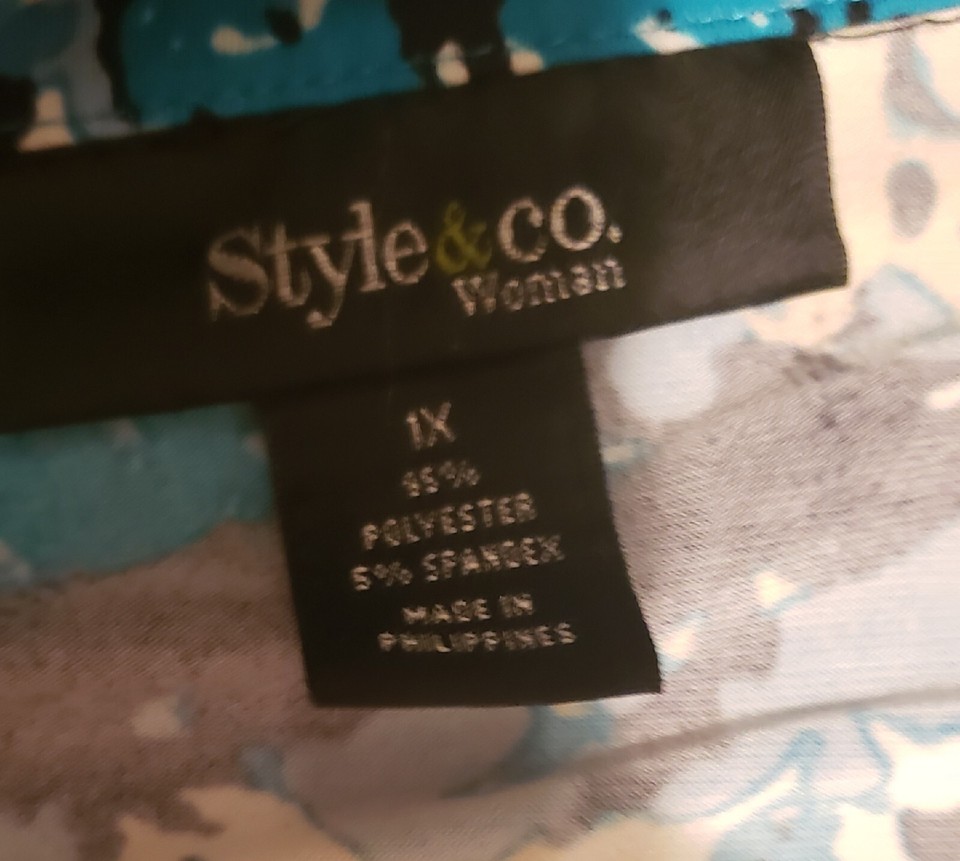 Style&co.
Woman
1X
95%
POLYESTER
5% SPANDEX
MADE IN
PHILIPPINES